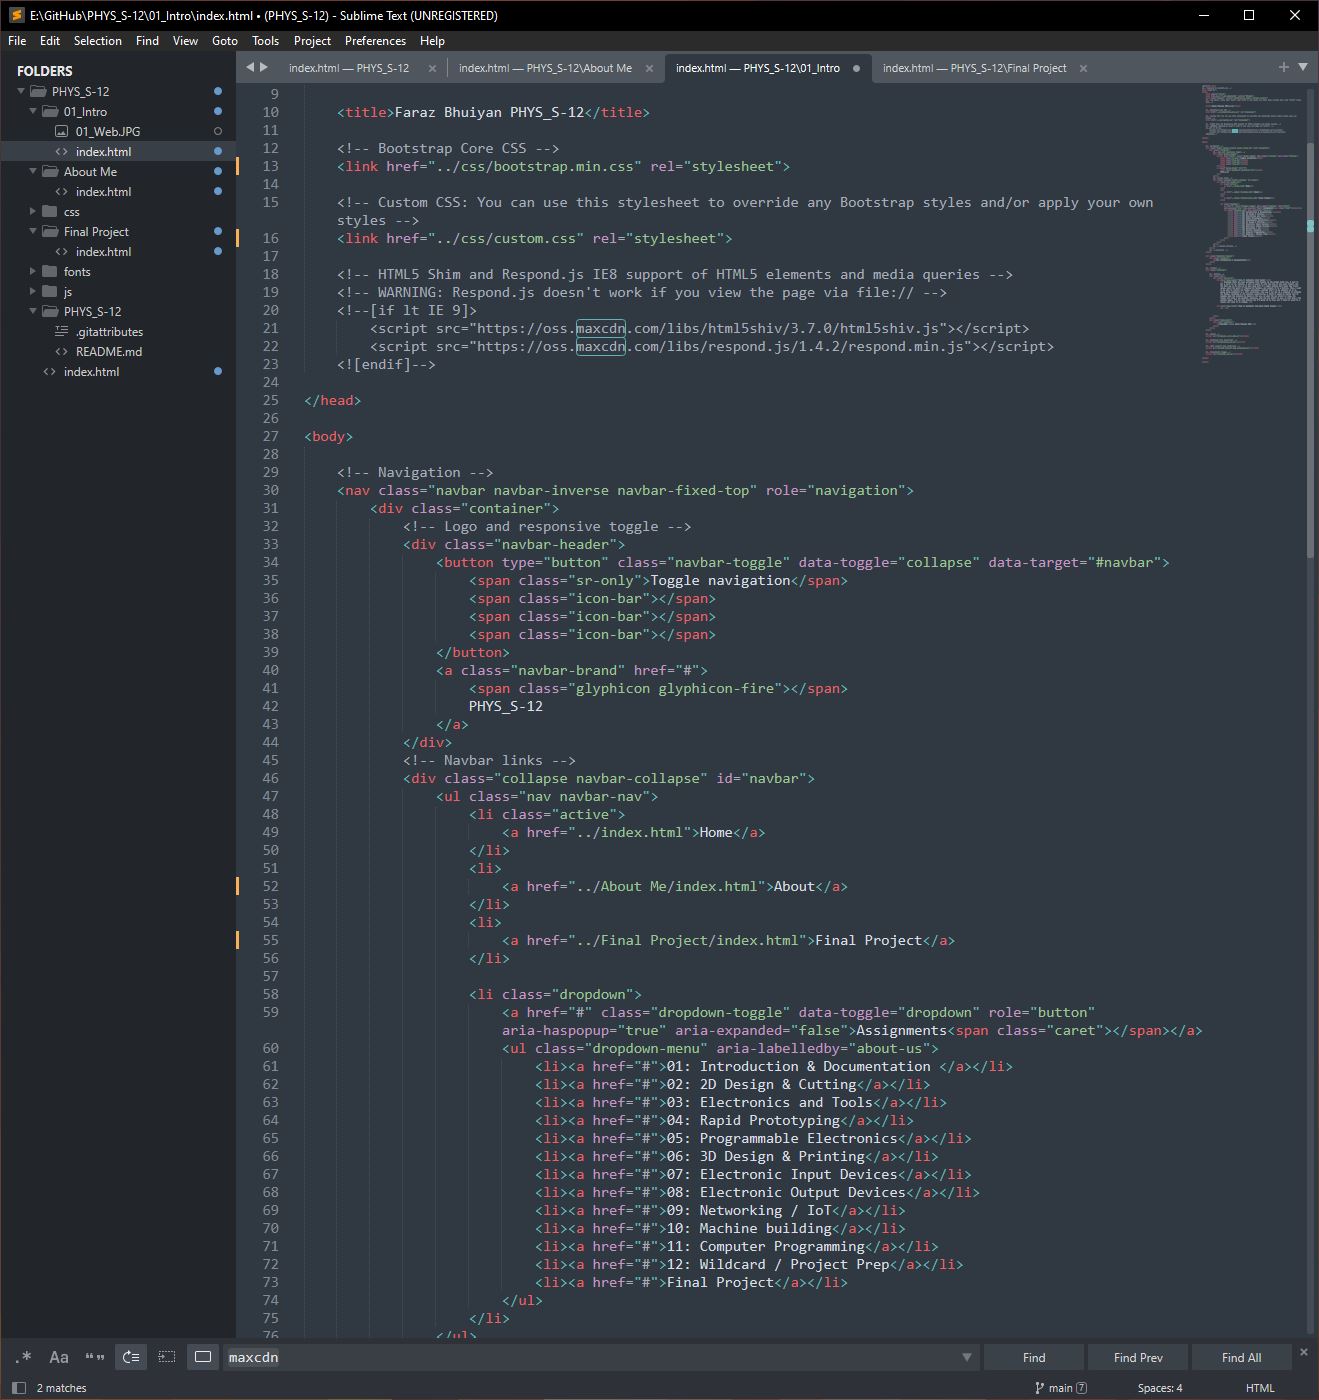 E:\GitHub\PHYS_S-12\01_Intro\index.html • (PHYS_S-12) - Sublime Text (UNREGISTERED)
File Edit Selection Find View Goto Tools Project Preferences Help
FOLDERS
PHYS_S-12
01_Intro
01_Web.JPG
index.html
About Me
index.html
css
Final Project
index.html
fonts
js
PHYS_S-12
.gitattributes
README.md
index.html
index.html — PHYS_S-12 index.html — PHYS_S-12\About Me index.html — PHYS_S-12\01_Intro index.html — PHYS_S-12\Final Project
9
10 <title>Faraz Bhuiyan PHYS_S-12</title>
11
12 <!-- Bootstrap Core CSS -->
13 <link href="../css/bootstrap.min.css" rel="stylesheet">
14
15 <!-- Custom CSS: You can use this stylesheet to override any Bootstrap styles and/or apply your own
styles -->
16 <link href="../css/custom.css" rel="stylesheet">
17
18 <!-- HTML5 Shim and Respond.js IE8 support of HTML5 elements and media queries -->
19 <!-- WARNING: Respond.js doesn't work if you view the page via file:// -->
20 <!--[if lt IE 9]>
21 <script src="https://oss.maxcdn.com/libs/html5shiv/3.7.0/html5shiv.js"></script>
22 <script src="https://oss.maxcdn.com/libs/respond.js/1.4.2/respond.min.js"></script>
23 <![endif]-->
24
25 </head>
26
27 <body>
28
29 <!-- Navigation -->
30 <nav class="navbar navbar-inverse navbar-fixed-top" role="navigation">
31 <div class="container">
32 <!-- Logo and responsive toggle -->
33 <div class="navbar-header">
34 <button type="button" class="navbar-toggle" data-toggle="collapse" data-target="#navbar">
35 <span class="sr-only">Toggle navigation</span>
36 <span class="icon-bar"></span>
37 <span class="icon-bar"></span>
38 <span class="icon-bar"></span>
39 </button>
40 <a class="navbar-brand" href="#">
41 <span class="glyphicon glyphicon-fire"></span>
42 PHYS_S-12
43 </a>
44 </div>
45 <!-- Navbar links -->
46 <div class="collapse navbar-collapse" id="navbar">
47 <ul class="nav navbar-nav">
48 <li class="active">
49 <a href="../index.html">Home</a>
50 </li>
51 <li>
52 <a href="../About Me/index.html">About</a>
53 </li>
54 <li>
55 <a href="../Final Project/index.html">Final Project</a>
56 </li>
57
58 <li class="dropdown">
59 <a href="#" class="dropdown-toggle" data-toggle="dropdown" role="button"
aria-haspopup="true" aria-expanded="false">Assignments<span class="caret"></span></a>
60 <ul class="dropdown-menu" aria-labelledby="about-us">
61 <li><a href="#">01: Introduction & Documentation </a></li>
62 <li><a href="#">02: 2D Design & Cutting</a></li>
63 <li><a href="#">03: Electronics and Tools</a></li>
64 <li><a href="#">04: Rapid Prototyping</a></li>
65 <li><a href="#">05: Programmable Electronics</a></li>
66 <li><a href="#">06: 3D Design & Printing</a></li>
67 <li><a href="#">07: Electronic Input Devices</a></li>
68 <li><a href="#">08: Electronic Output Devices</a></li>
69 <li><a href="#">09: Networking / IoT</a></li>
70 <li><a href="#">10: Machine building</a></li>
71 <li><a href="#">11: Computer Programming</a></li>
72 <li><a href="#">12: Wildcard / Project Prep</a></li>
73 <li><a href="#">Final Project</a></li>
74 </ul>
75 </li>
76 </ul>
.* Aa “” maxcdn Find Find Prev Find All
2 matches main 7 Spaces: 4 HTML